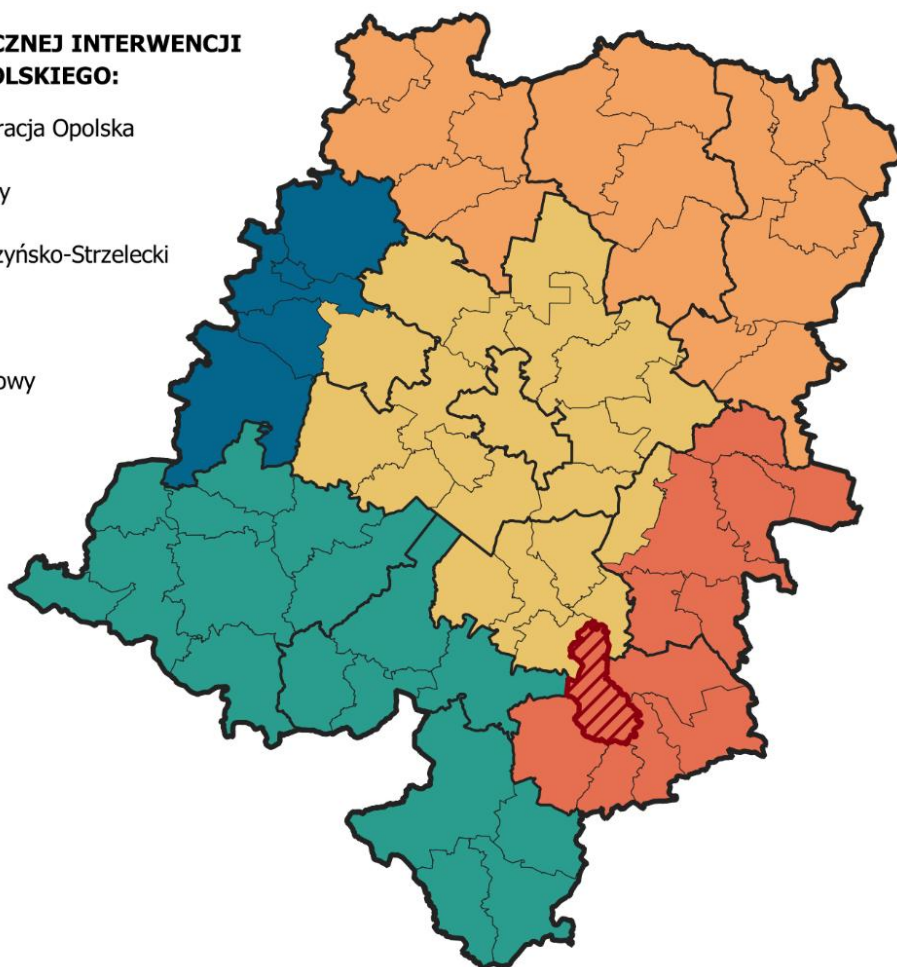 CZNEJ INTERWENCJI
OLSKIEGO:
racja Opolska
y
zyńsko-Strzelecki
owy